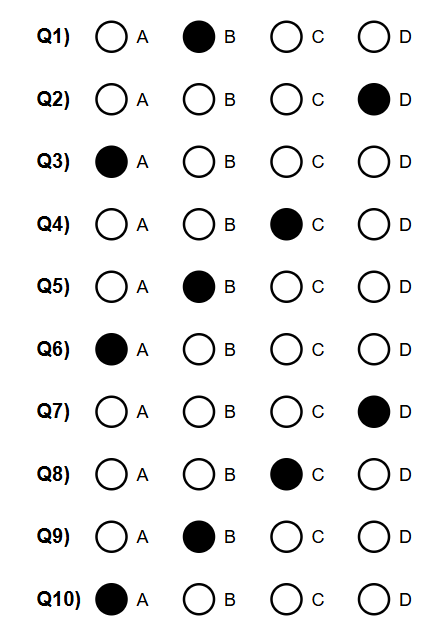 Q1) A B C D
Q2) A B C D
Q3) A B C D
Q4) A B C D
Q5) A B C D
Q6) A B C D
Q7) A B C D
Q8) A B C D
Q9) A B C D
Q10) A B C D